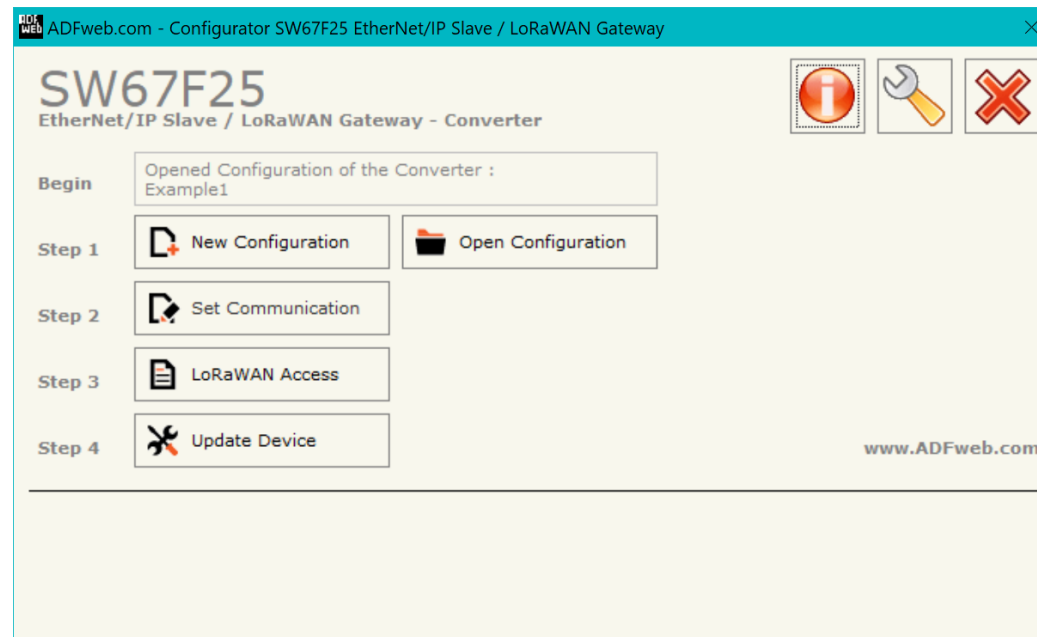 ADF
WEB ADFweb.com - Configurator SW67F25 EtherNet/IP Slave / LoRaWAN Gateway
SW67F25
EtherNet/IP Slave / LoRaWAN Gateway - Converter
Begin
Opened Configuration of the Converter :
Example1
Step 1
New Configuration
Open Configuration
Step 2
Set Communication
Step 3
LoRaWAN Access
Step 4
Update Device
www.ADFweb.com